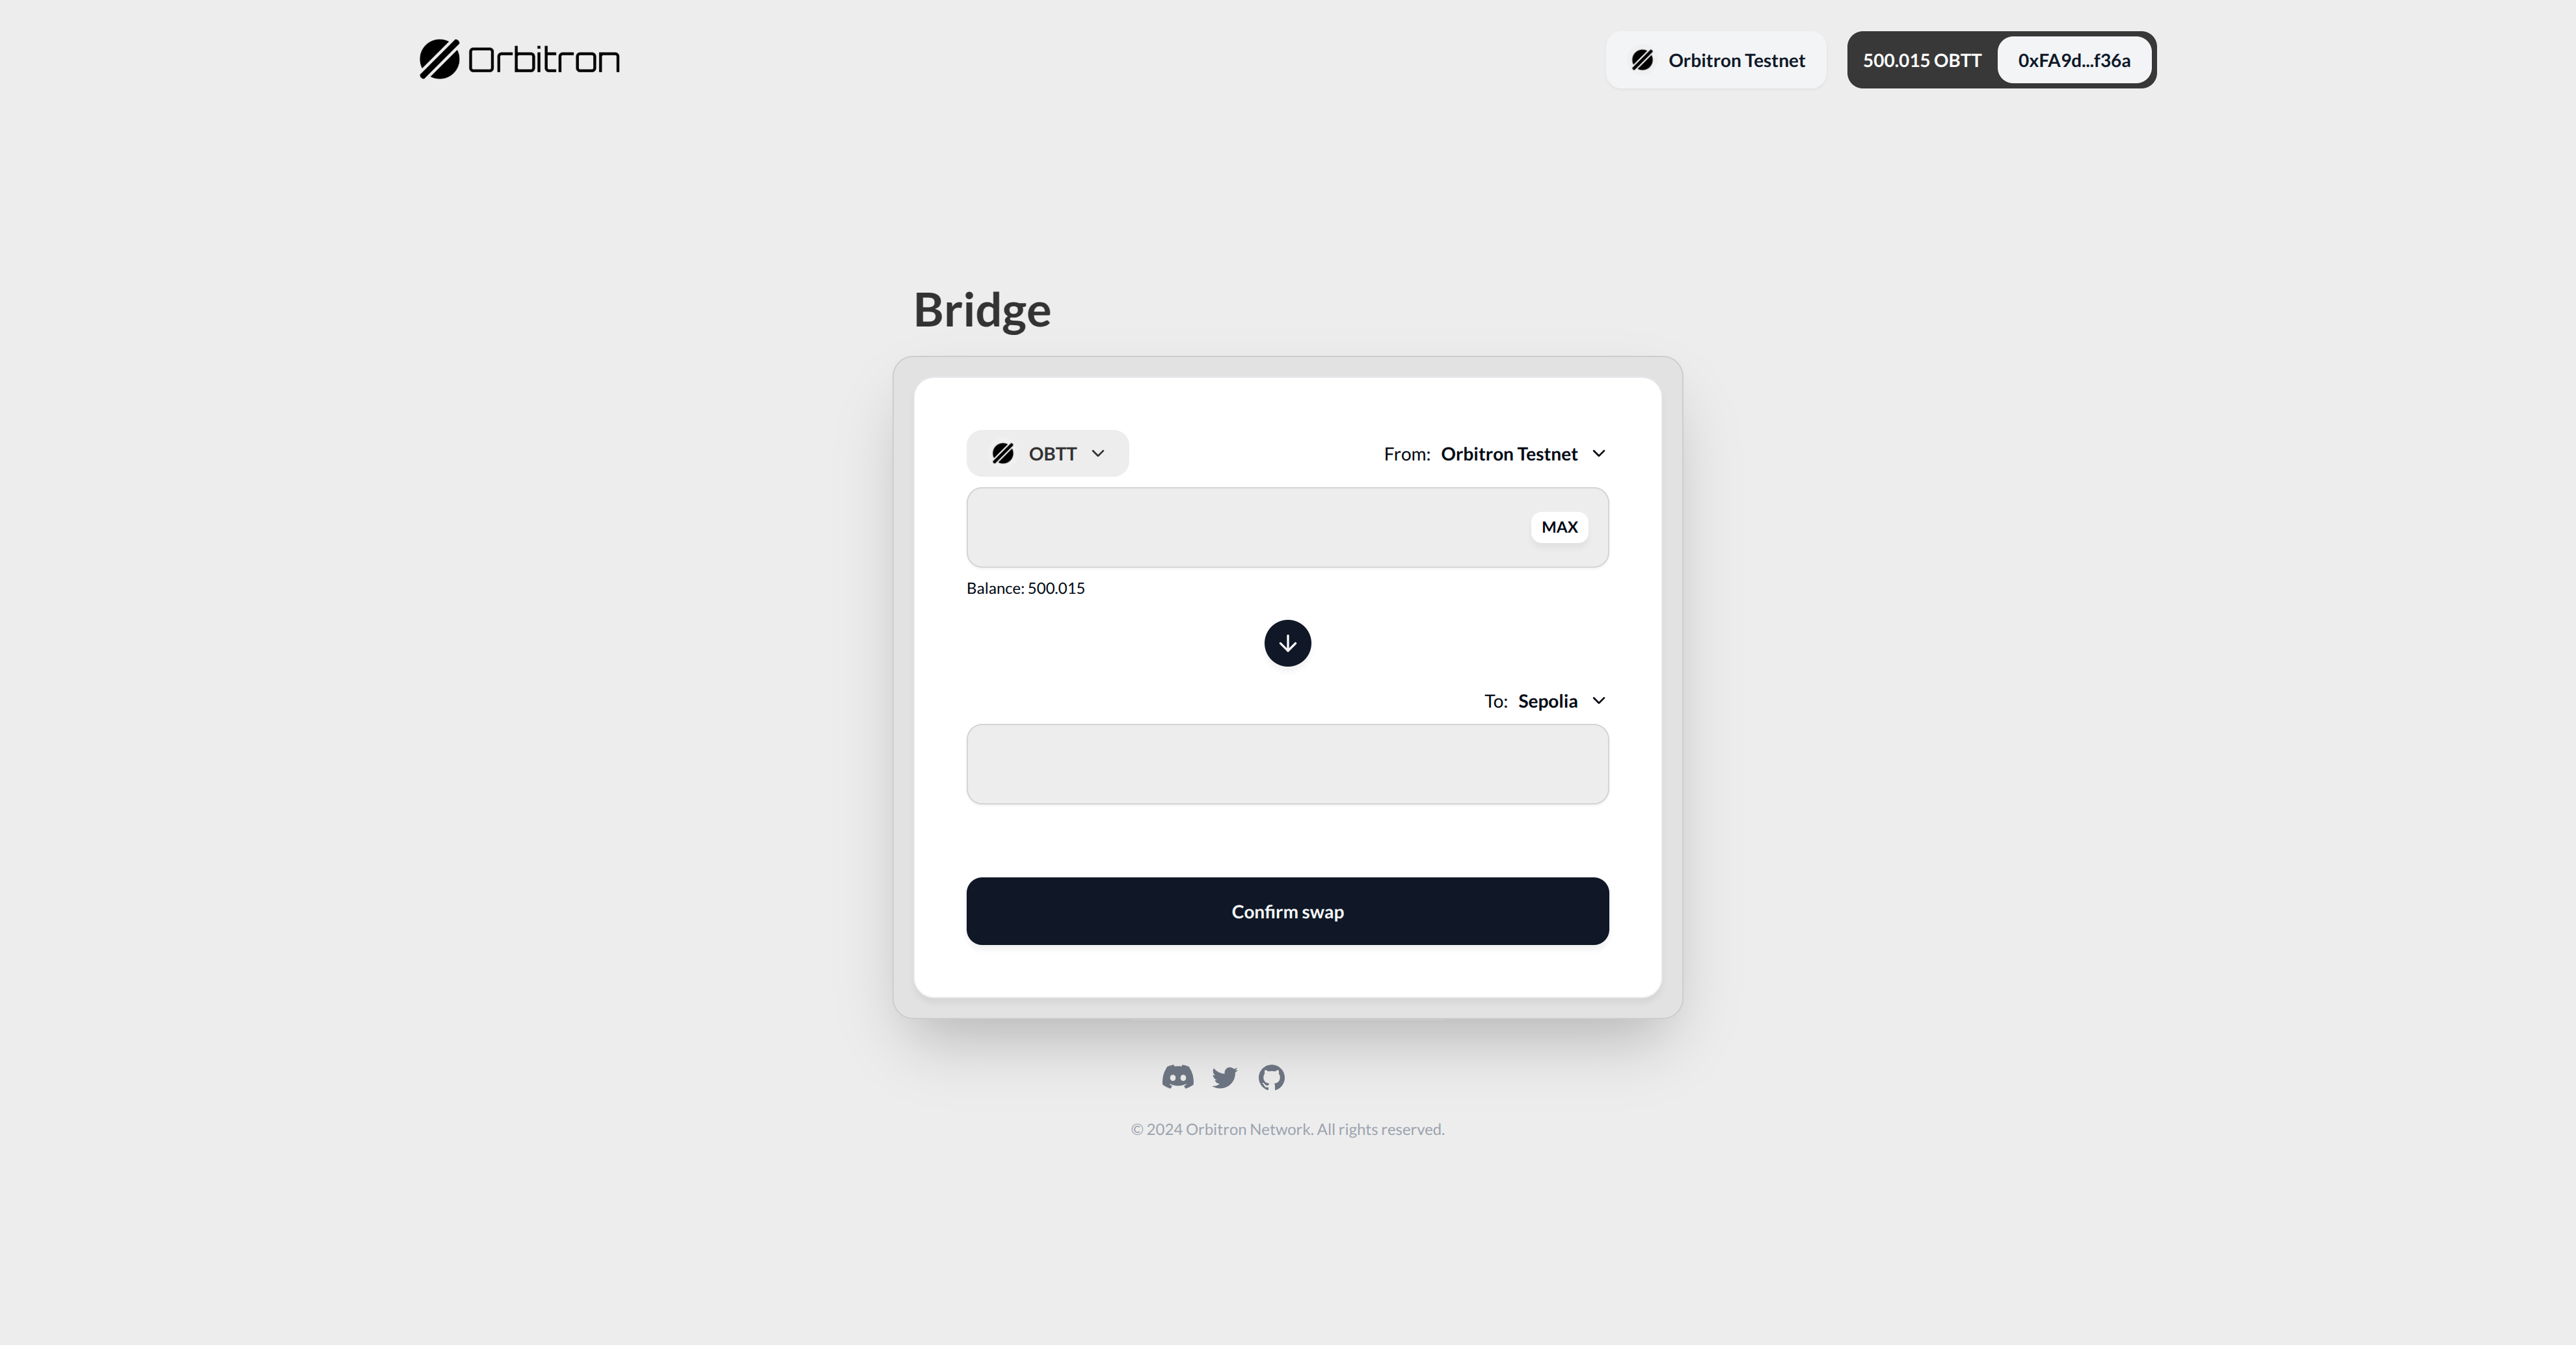 Orbitron
Orbitron Testnet
500.015 OBTT
0xFA9d...f36a
Bridge
OBTT
From: Orbitron Testnet
MAX
Balance: 500.015
To: Sepolia
Confirm swap
© 2024 Orbitron Network. All rights reserved.